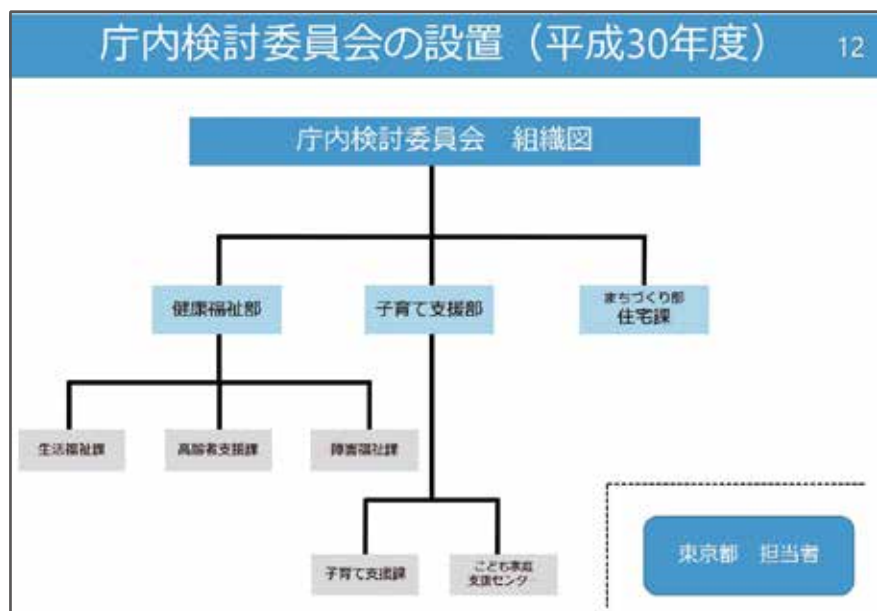 庁内検討委員会の設置（平成30年度）
12
庁内検討委員会 組織図
健康福祉部
子育て支援部
まちづくり部
住宅課
生活福祉課
高齢者支援課
障害福祉課
子育て支援課
こども家庭
支援センター
東京都 担当者